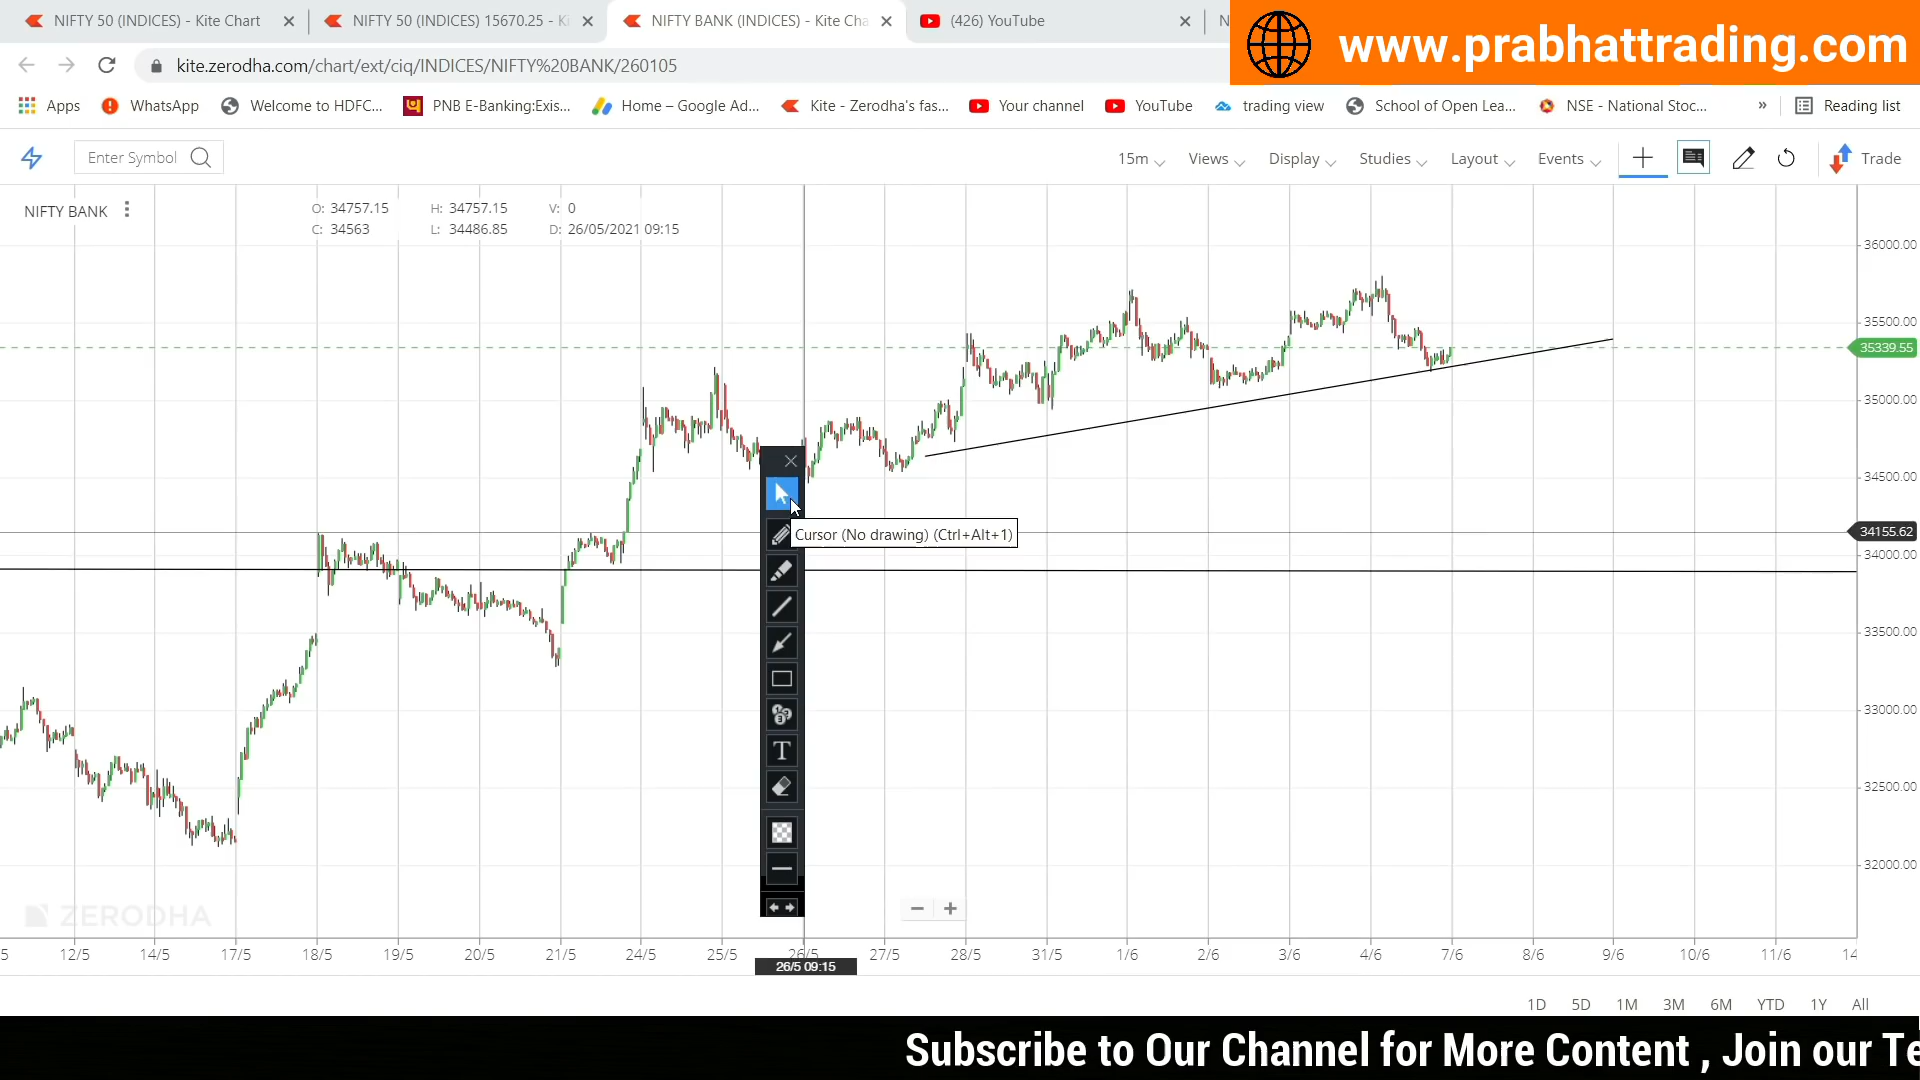 NIFTY 50 (INDICES) - Kite Chart
NIFTY 50 (INDICES) 15670.25 - Ki
NIFTY BANK (INDICES) - Kite Cha
(426) YouTube
N
www.prabhattrading.com
kite.zerodha.com/chart/ext/ciq/INDICES/NIFTY%20BANK/260105
Apps
WhatsApp
Welcome to HDFC...
PNB E-Banking:Exis...
Home – Google Ad...
Kite - Zerodha's fas...
Your channel
YouTube
trading view
School of Open Lea...
NSE - National Stoc...
»
Reading list
Enter Symbol
15m
Views
Display
Studies
Layout
Events
Trade
NIFTY BANK
O: 34757.15 H: 34757.15 V: 0
C: 34563 L: 34486.85 D: 26/05/2021 09:15
36000.00
35500.00
35339.55
35000.00
34500.00
34155.62
34000.00
33500.00
33000.00
32500.00
32000.00
Cursor (No drawing) (Ctrl+Alt+1)
T
ZERODHA
5 12/5 14/5 17/5 18/5 19/5 20/5 21/5 24/5 25/5 26/5 27/5 28/5 31/5 1/6 2/6 3/6 4/6 7/6 8/6 9/6 10/6 11/6 14
26/5 09:15
1D 5D 1M 3M 6M YTD 1Y All
Subscribe to Our Channel for More Content , Join our Te